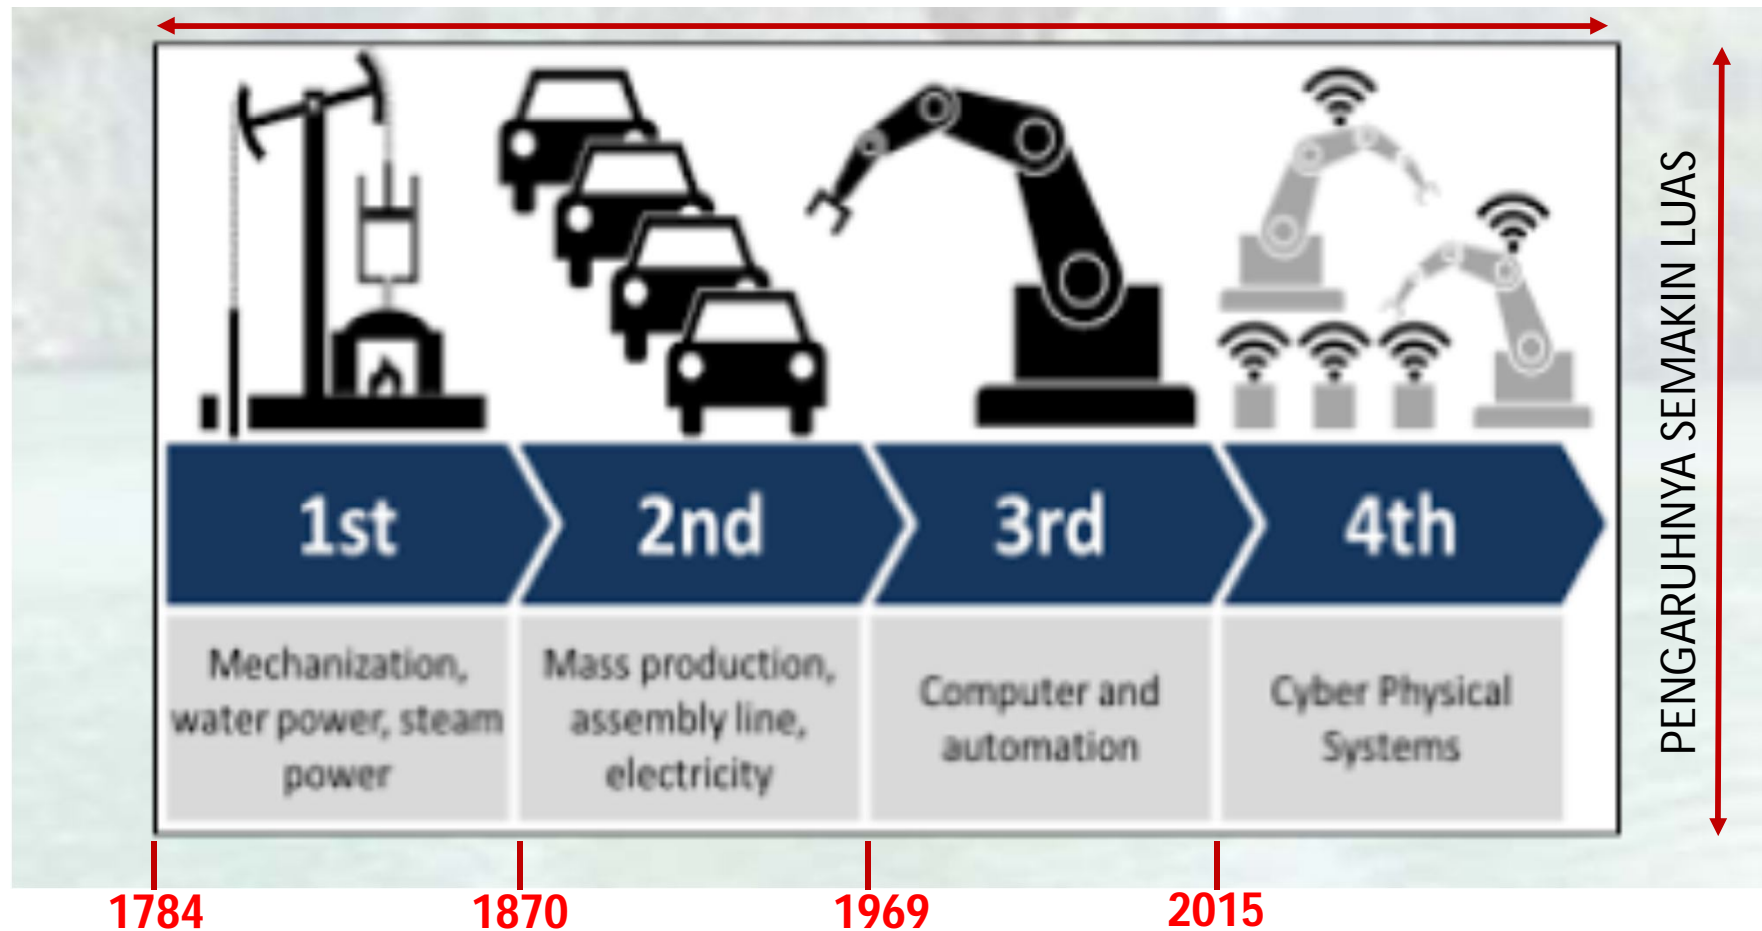 1st
2nd
3rd
4th
Mechanization,
water power, steam
power
Mass production,
assembly line,
electricity
Computer and
automation
Cyber Physical
Systems
PENGARUHNYA SEMAKIN LUAS
1784
1870
1969
2015